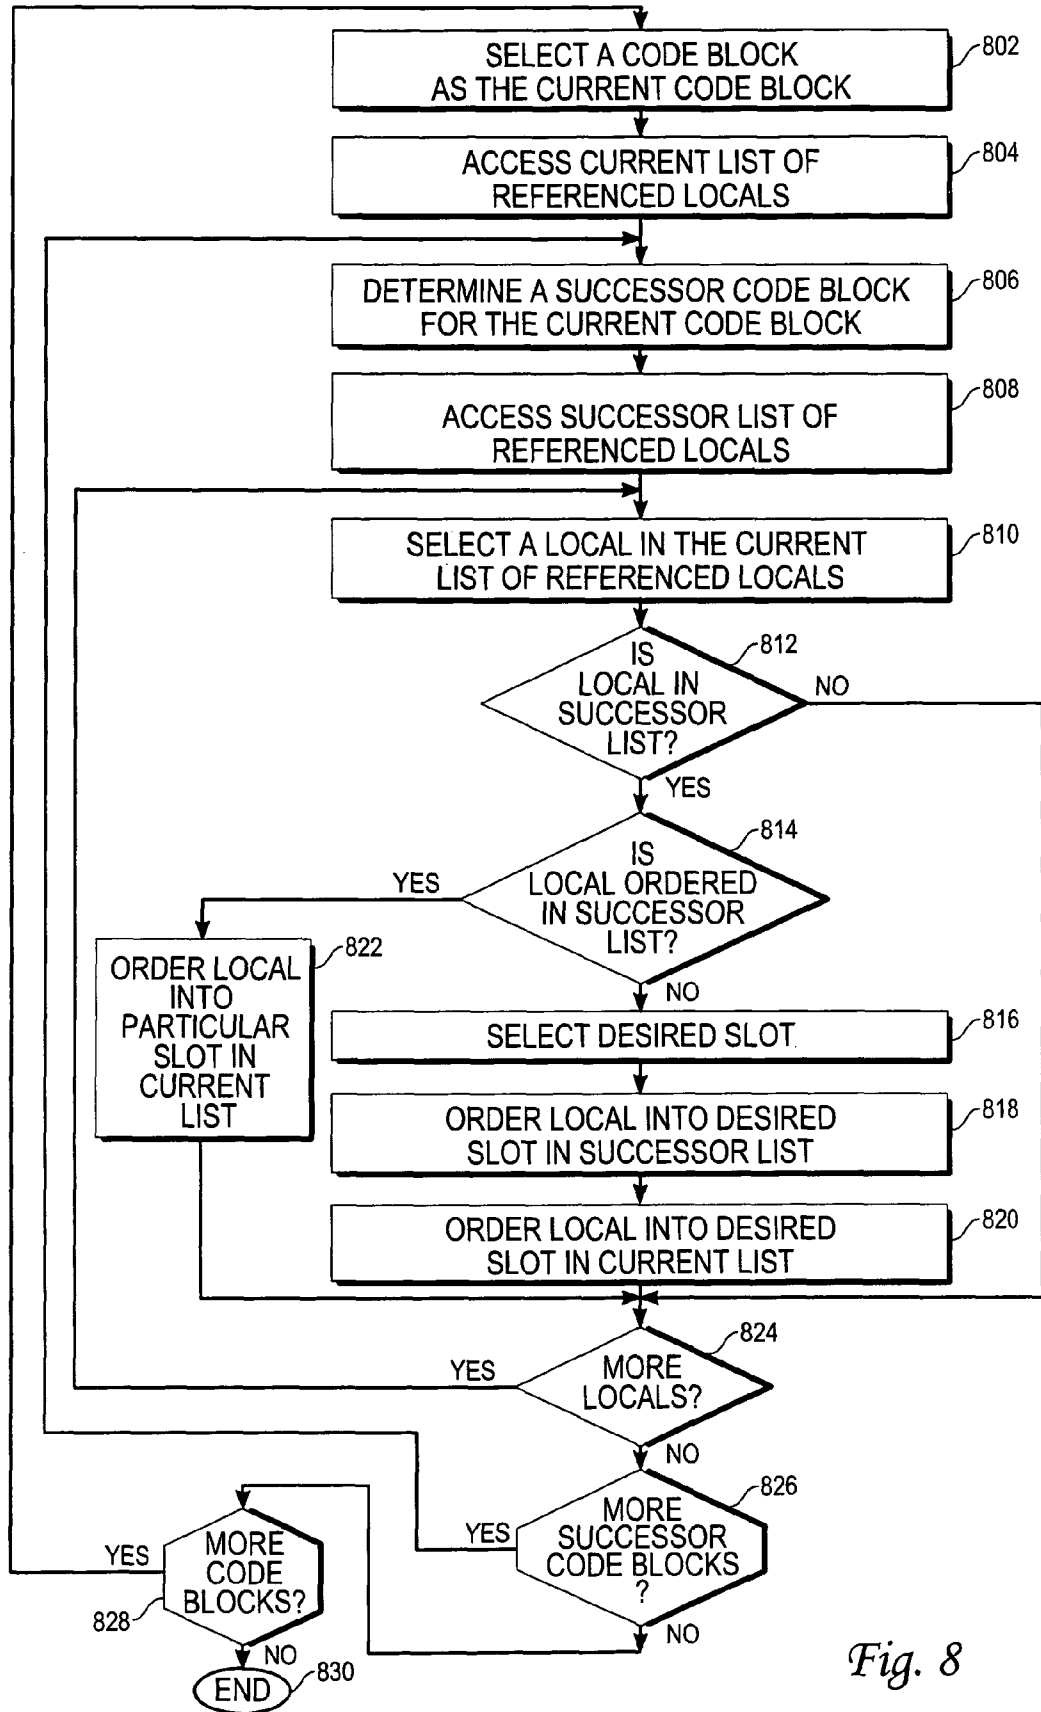 SELECT A CODE BLOCK
AS THE CURRENT CODE BLOCK
802
ACCESS CURRENT LIST OF
REFERENCED LOCALS
804
DETERMINE A SUCCESSOR CODE BLOCK
FOR THE CURRENT CODE BLOCK
806
ACCESS SUCCESSOR LIST OF
REFERENCED LOCALS
808
SELECT A LOCAL IN THE CURRENT
LIST OF REFERENCED LOCALS
810
IS
LOCAL IN
SUCCESSOR
LIST?
812
NO
YES
IS
LOCAL ORDERED
IN SUCCESSOR
LIST?
814
YES
NO
ORDER LOCAL
INTO
PARTICULAR
SLOT IN
CURRENT
LIST
822
SELECT DESIRED SLOT
816
ORDER LOCAL INTO DESIRED
SLOT IN SUCCESSOR LIST
818
ORDER LOCAL INTO DESIRED
SLOT IN CURRENT LIST
820
MORE
LOCALS?
824
YES
NO
MORE
SUCCESSOR
CODE BLOCKS
?
826
YES
NO
MORE
CODE
BLOCKS?
828
YES
NO
END
830
Fig. 8